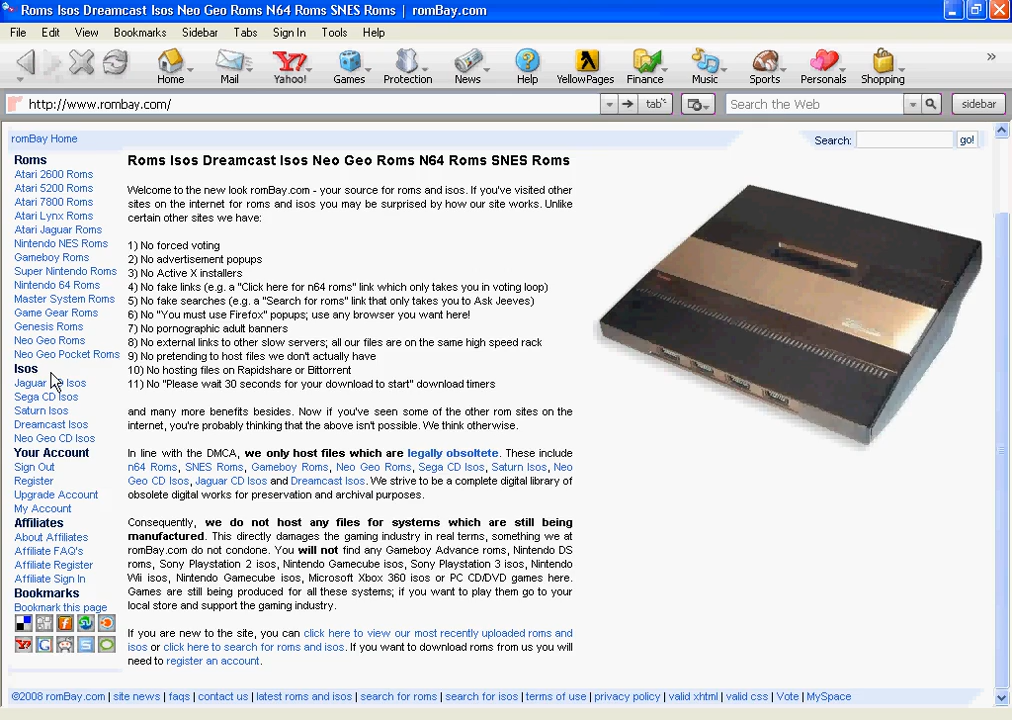 Roms Isos Dreamcast Isos Neo Geo Roms N64 Roms SNES Roms | romBay.com
File Edit View Bookmarks Sidebar Tabs Sign In Tools Help
Home Mail Yahoo! Games Protection News Help YellowPages Finance Music Sports Personals Shopping »
http://www.rombay.com/ tab Search the Web sidebar
romBay Home Search: go!
Roms
Atari 2600 Roms
Atari 5200 Roms
Atari 7800 Roms
Atari Lynx Roms
Atari Jaguar Roms
Nintendo NES Roms
Gameboy Roms
Super Nintendo Roms
Nintendo 64 Roms
Master System Roms
Game Gear Roms
Genesis Roms
Neo Geo Roms
Neo Geo Pocket Roms
Isos
Jaguar Isos
Sega CD Isos
Saturn Isos
Dreamcast Isos
Neo Geo CD Isos
Your Account
Sign Out
Register
Upgrade Account
My Account
Affiliates
About Affiliates
Affiliate FAQ's
Affiliate Register
Affiliate Sign In
Bookmarks
Bookmark this page
Roms Isos Dreamcast Isos Neo Geo Roms N64 Roms SNES Roms
Welcome to the new look romBay.com - your source for roms and isos. If you've visited other
sites on the internet for roms and isos you may be surprised by how our site works. Unlike
certain other sites we have:
1) No forced voting
2) No advertisement popups
3) No Active X installers
4) No fake links (e.g. a "Click here for n64 roms" link which only takes you in voting loop)
5) No fake searches (e.g. a "Search for roms" link that only takes you to Ask Jeeves)
6) No "You must use Firefox" popups; use any browser you want here!
7) No pornographic adult banners
8) No external links to other slow servers; all our files are on the same high speed rack
9) No pretending to host files we don't actually have
10) No hosting files on Rapidshare or Bittorrent
11) No "Please wait 30 seconds for your download to start" download timers
and many more benefits besides. Now if you've seen some of the other rom sites on the
internet, you're probably thinking that the above isn't possible. We think otherwise.
In line with the DMCA, we only host files which are legally obsoltete. These include
n64 Roms, SNES Roms, Gameboy Roms, Neo Geo Roms, Sega CD Isos, Saturn Isos, Neo
Geo CD Isos, Jaguar CD Isos and Dreamcast Isos. We strive to be a complete digital library of
obsolete digital works for preservation and archival purposes.
Consequently, we do not host any files for systems which are still being
manufactured. This directly damages the gaming industry in real terms, something we at
romBay.com do not condone. You will not find any Gameboy Advance roms, Nintendo DS
roms, Sony Playstation 2 isos, Nintendo Gamecube isos, Sony Playstation 3 isos, Nintendo
Wii isos, Nintendo Gamecube isos, Microsoft Xbox 360 isos or PC CD/DVD games here.
Games are still being produced for all these systems; if you want to play them go to your
local store and support the gaming industry.
If you are new to the site, you can click here to view our most recently uploaded roms and
isos or click here to search for roms and isos. If you want to download roms from us you will
need to register an account.
©2008 romBay.com | site news | faqs | contact us | latest roms and isos | search for roms | search for isos | terms of use | privacy policy | valid xhtml | valid css | Vote | MySpace